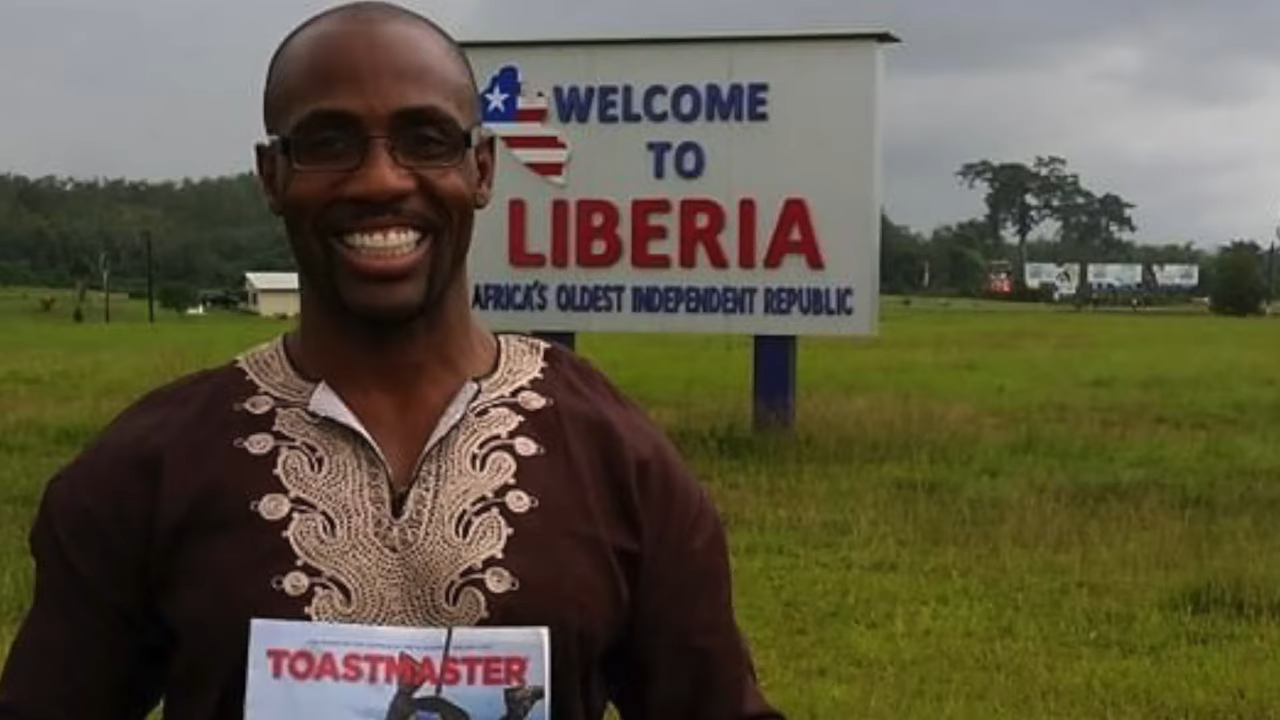 WELCOME
TO
LIBERIA
AFRICA'S OLDEST INDEPENDENT REPUBLIC
TOASTMASTER